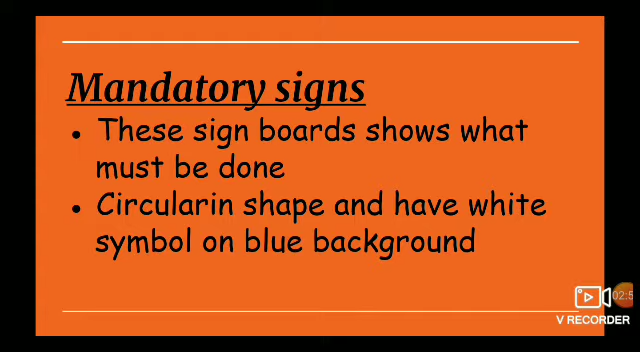 Mandatory signs
• These sign boards shows what
must be done
• Circularin shape and have white
symbol on blue background
V RECORDER